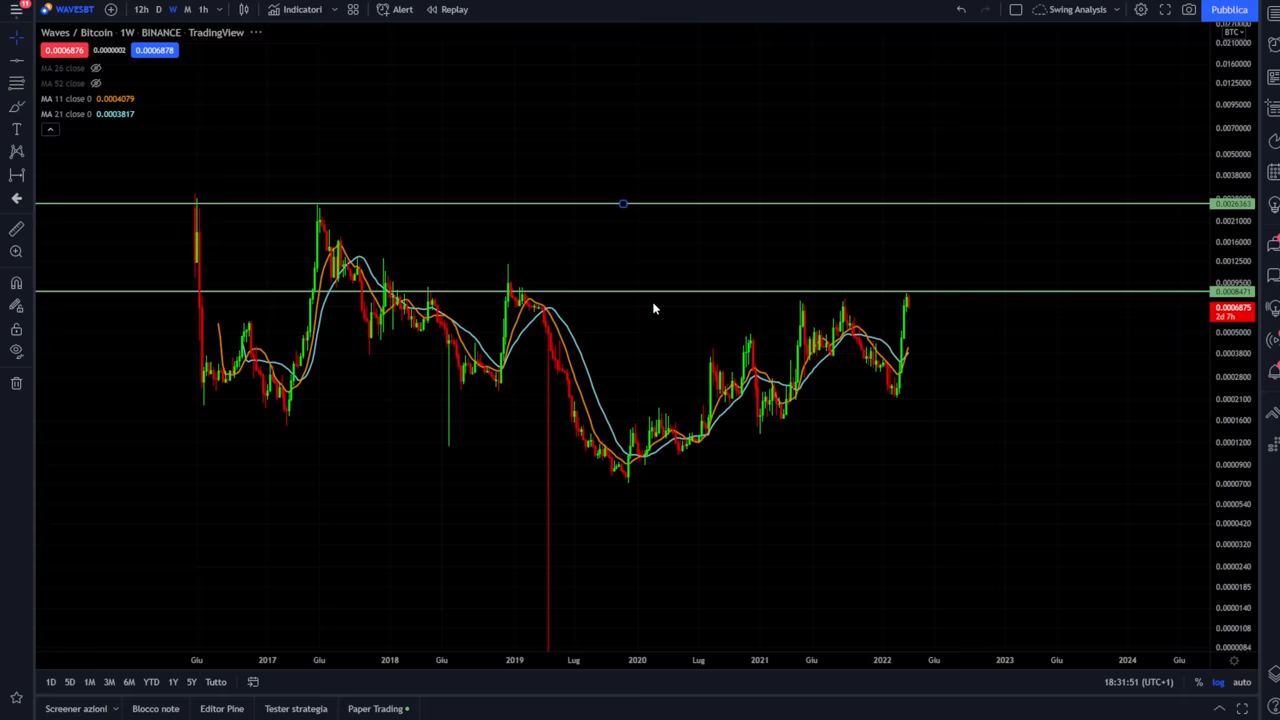 11
WAVESBT
12h D W M 1h
Indicatori
Alert
Replay
Swing Analysis
Pubblica
Waves / Bitcoin · 1W · BINANCE · TradingView
BTC
0.0006876 0.0000002 0.0006878
MA 26 close
MA 52 close
MA 11 close 0 0.0004079
MA 21 close 0 0.0003817
0.0210000
0.0160000
0.0125000
0.0095000
0.0070000
0.0050000
0.0038000
0.0026363
0.0021000
0.0016000
0.0012500
0.0009500
0.0008471
0.0006875
2d 7h
0.0005000
0.0003800
0.0002800
0.0002100
0.0001600
0.0001200
0.0000900
0.0000700
0.0000540
0.0000420
0.0000320
0.0000240
0.0000185
0.0000140
0.0000108
0.0000084
Giu 2017 Giu 2018 Giu 2019 Lug 2020 Lug 2021 Giu 2022 Giu 2023 Giu 2024 Giu
1D 5D 1M 3M 6M YTD 1Y 5Y Tutto
18:31:51 (UTC+1) % log auto
Screener azioni Blocco note Editor Pine Tester strategia Paper Trading